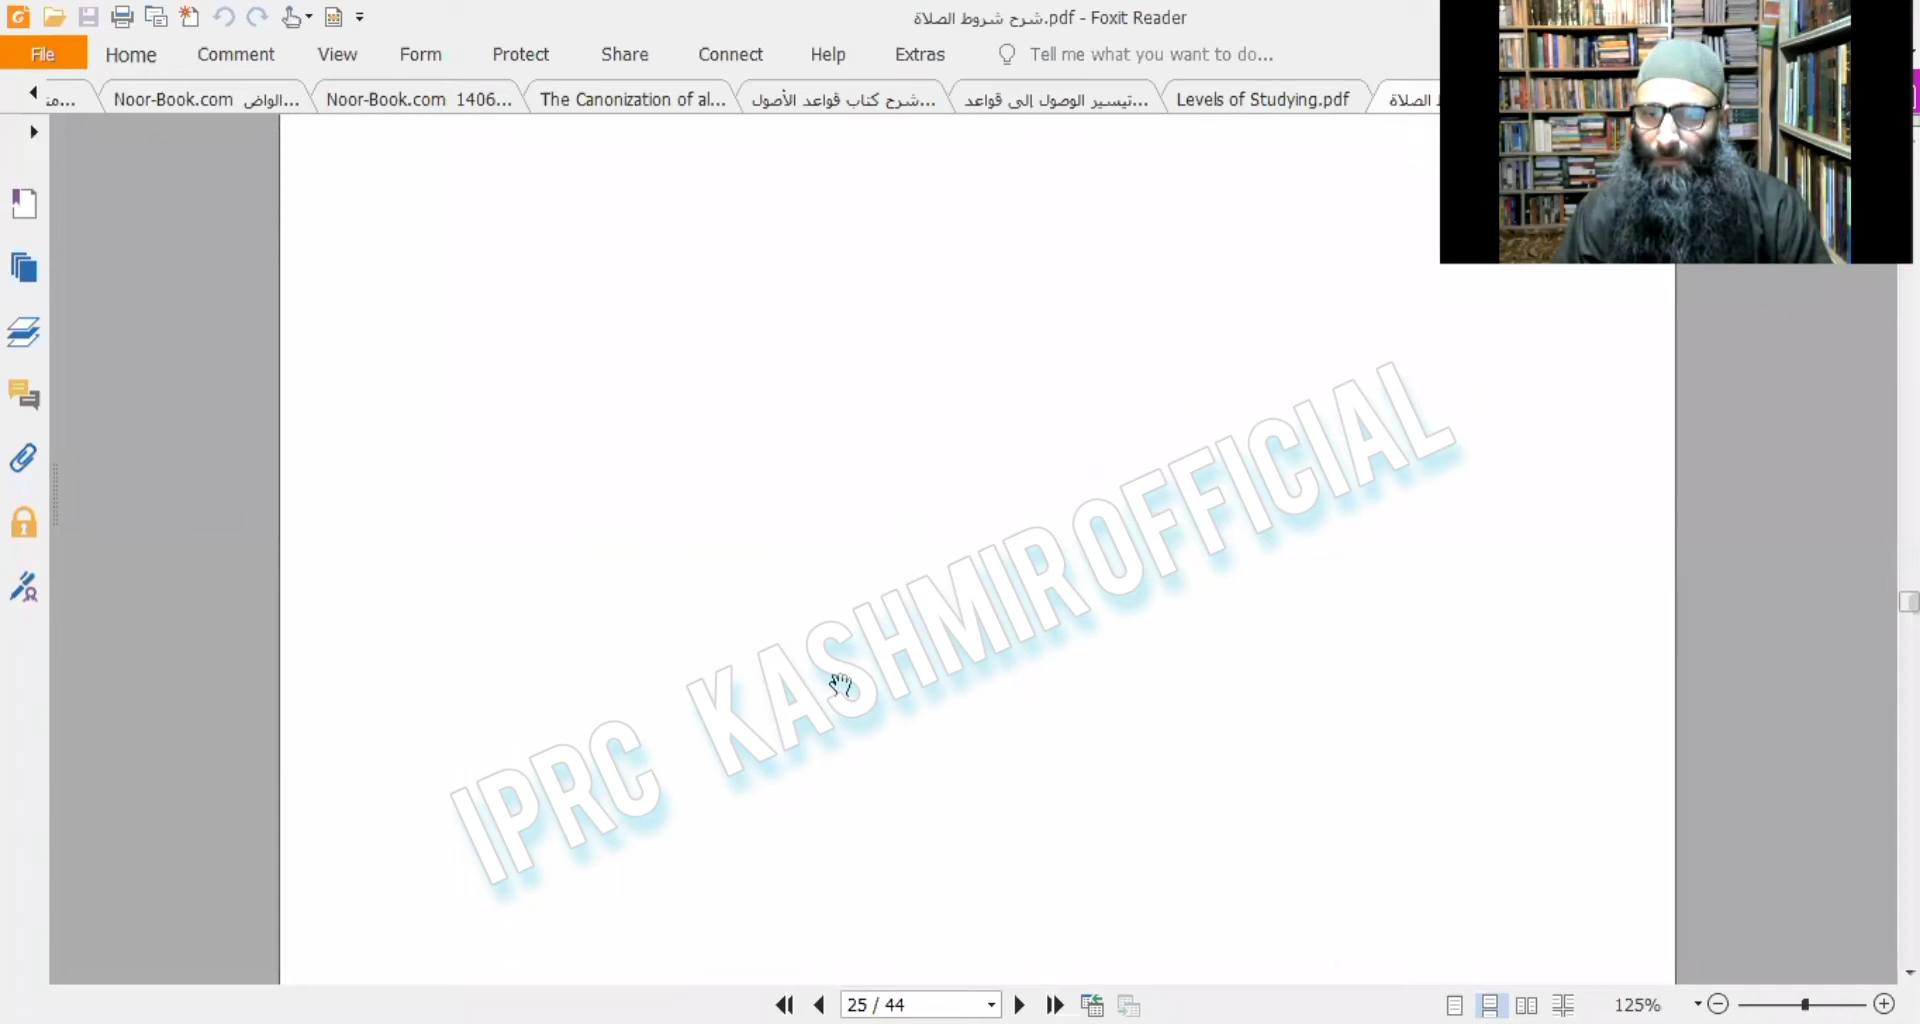 شرح شروط الصلاة.pdf - Foxit Reader
File Home Comment View Form Protect Share Connect Help Extras Tell me what you want to do...
Noor-Book.com الواض...
Noor-Book.com 1406...
The Canonization of al...
شرح كتاب قواعد الأصول...
تيسير الوصول إلى قواعد...
Levels of Studying.pdf
الصلاة
IPRC KASHMIR OFFICIAL
25 / 44
125%